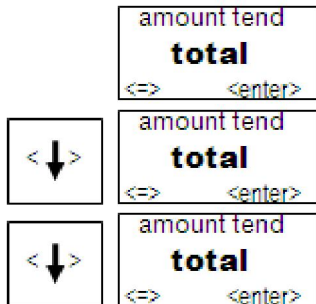 amount tend
total
<=> <enter>
amount tend
< ↓ > total
<=> <enter>
amount tend
< ↓ > total
<=> <enter>